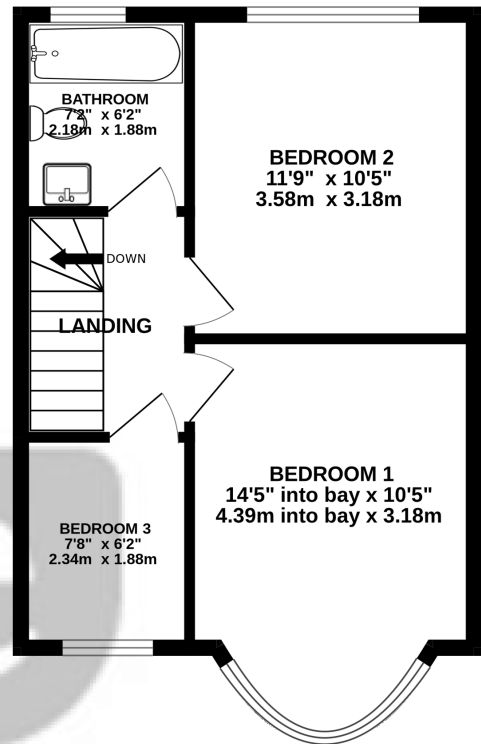 BATHROOM
7'2" x 6'2"
2.18m x 1.88m
BEDROOM 2
11'9" x 10'5"
3.58m x 3.18m
DOWN
LANDING
BEDROOM 1
14'5" into bay x 10'5"
4.39m into bay x 3.18m
BEDROOM 3
7'8" x 6'2"
2.34m x 1.88m